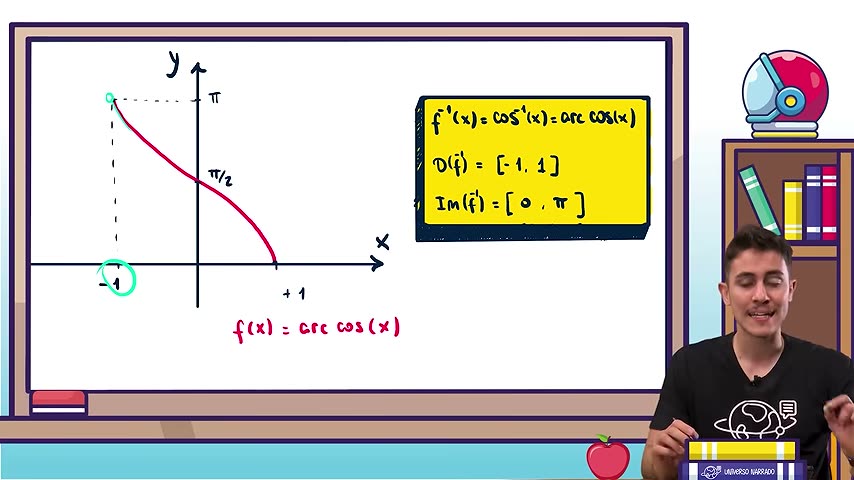 y
π
π/2
x
-1
+1
f(x) = arc cos(x)
f⁻¹(x) = cos⁻¹(x) = arc cos(x)
D(f⁻¹) = [-1, 1]
Im(f⁻¹) = [0, π]
UNIVERSO NARRADO